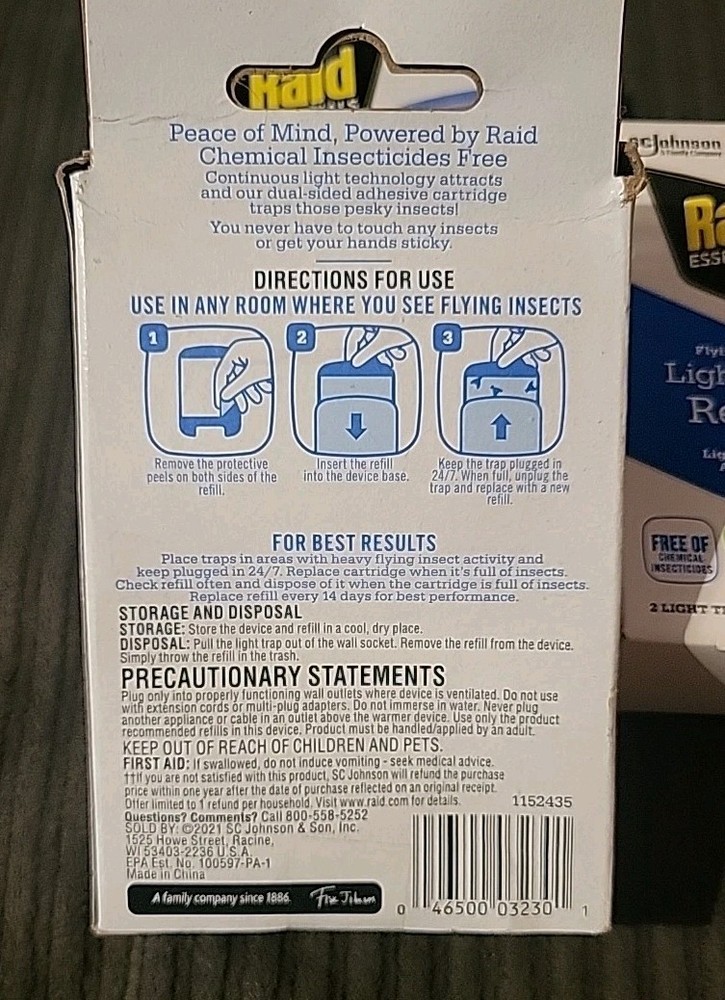 Raid
Peace of Mind, Powered by Raid
Chemical Insecticides Free
Continuous light technology attracts
and our dual-sided adhesive cartridge
traps those pesky insects!
You never have to touch any insects
or get your hands sticky.
DIRECTIONS FOR USE
USE IN ANY ROOM WHERE YOU SEE FLYING INSECTS
1
2
3
Remove the protective
peels on both sides of the
refill.
Insert the refill
into the device base.
Keep the trap plugged in
24/7. When full, unplug the
trap and replace with a new
refill.
FOR BEST RESULTS
Place traps in areas with heavy flying insect activity and
keep plugged in 24/7. Replace cartridge when it's full of insects.
Check refill often and dispose of it when the cartridge is full of insects.
Replace refill every 14 days for best performance.
STORAGE AND DISPOSAL
STORAGE: Store the device and refill in a cool, dry place.
DISPOSAL: Pull the light trap out of the wall socket. Remove the refill from the device.
Simply throw the refill in the trash.
PRECAUTIONARY STATEMENTS
Plug only into properly functioning wall outlets where device is ventilated. Do not use
with extension cords or multi-plug adapters. Do not immerse in water. Never plug
another appliance or cable in an outlet above the warmer device. Use only the product
recommended refills in this device. Product must be handled/applied by an adult.
KEEP OUT OF REACH OF CHILDREN AND PETS.
FIRST AID: If swallowed, do not induce vomiting - seek medical advice.
†††If you are not satisfied with this product, SC Johnson will refund the purchase
price within one year after the date of purchase reflected on an original receipt.
Offer limited to 1 refund per household. Visit www.raid.com for details.
1152435
Questions? Comments? Call 800-558-5252
SOLD BY: ©2021 SC Johnson & Son, Inc.
1525 Howe Street, Racine,
WI 53403-2236 U.S.A.
EPA Est. No. 100597-PA-1
Made in China
A family company since 1886.
Fisk Johnson
0 46500 03230 1
scJohnson
A Family Company
Ra
ESSE
Flyi
Ligh
Re
Lig
FREE OF
CHEMICAL
INSECTICIDES
2 LIGHT T